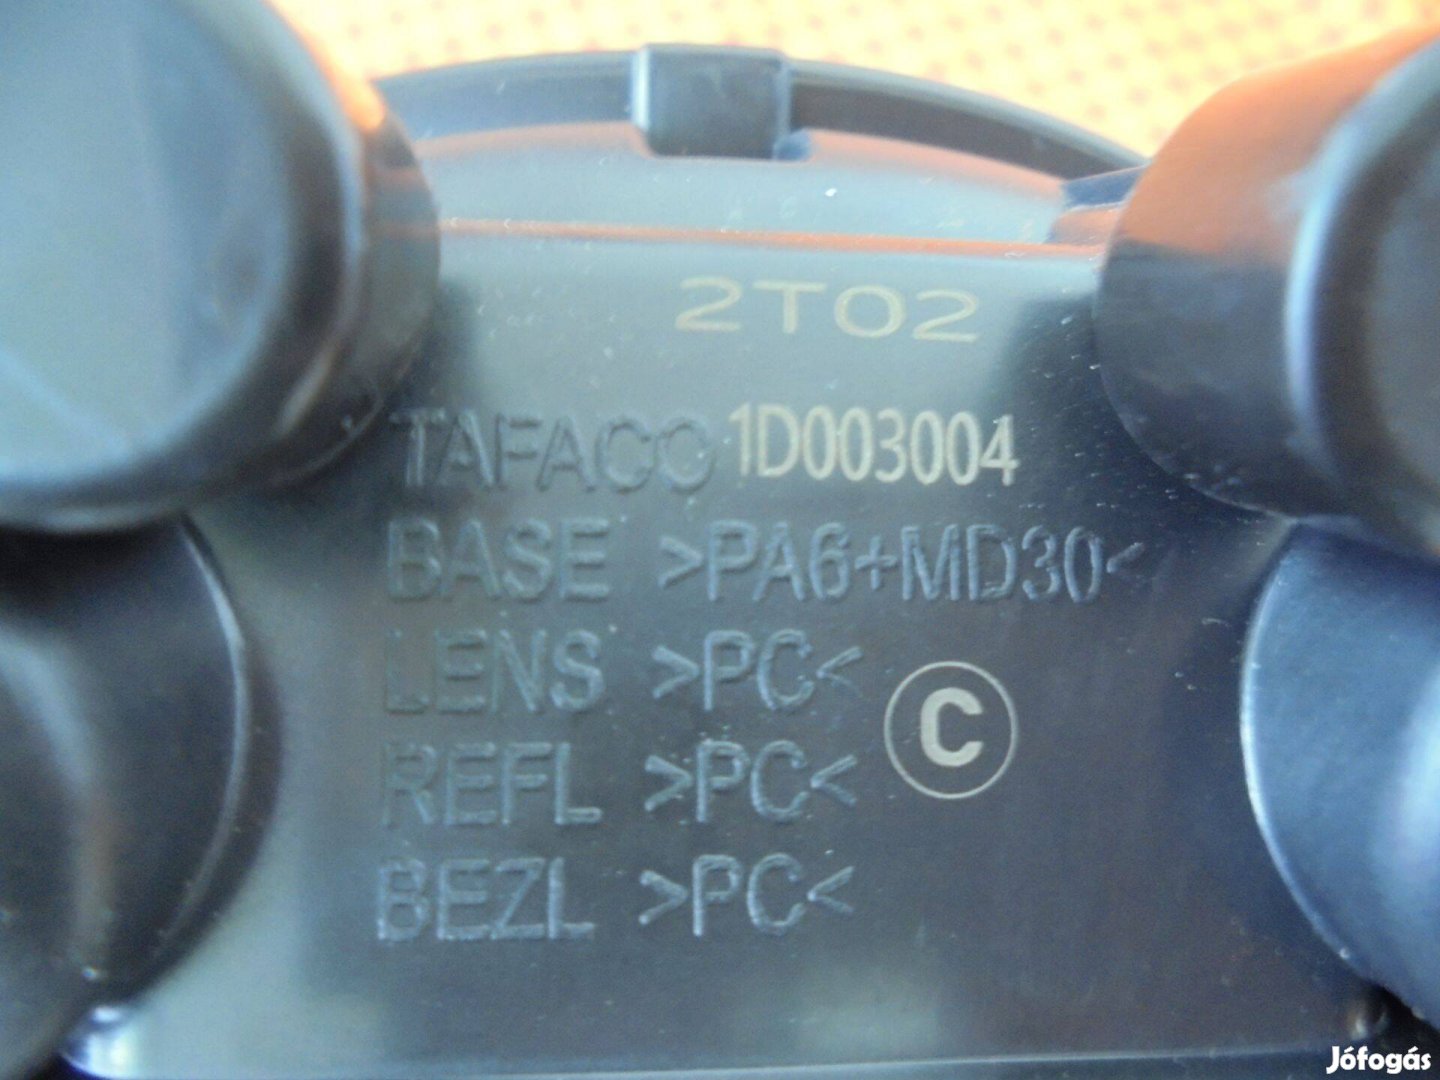 2T02
TAFACO 1D003004
BASE >PA6+MD30<
LENS >PC<
REFL >PC<
C
BEZL >PC<
Jófogás